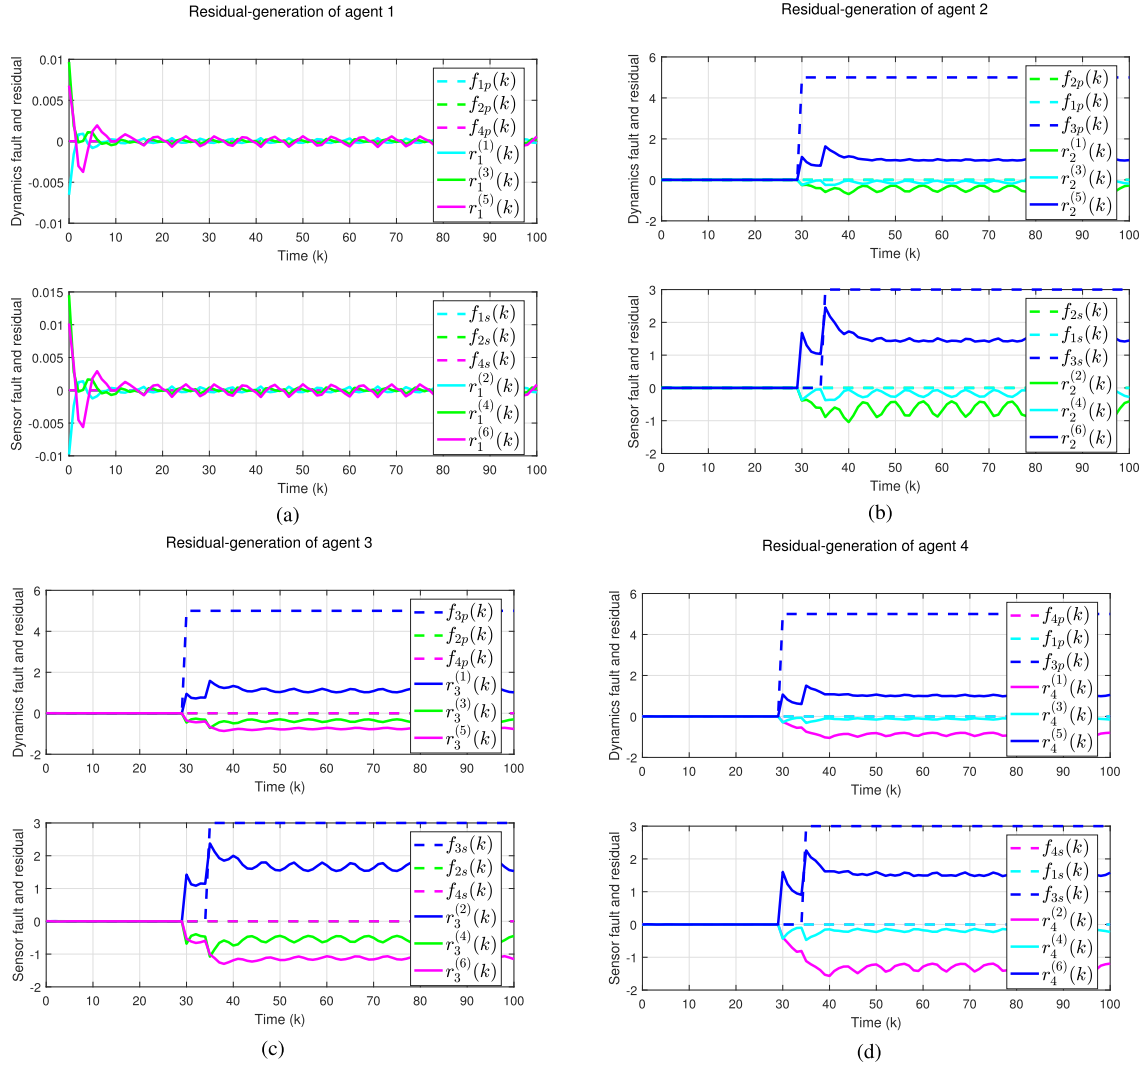 Residual-generation of agent 1
Dynamics fault and residual
0.01
0.005
0
-0.005
-0.01
0 10 20 30 40 50 60 70 80 90 100
Time (k)
f_{1p}(k)
f_{2p}(k)
f_{4p}(k)
r_1^{(1)}(k)
r_1^{(3)}(k)
r_1^{(5)}(k)
Sensor fault and residual
0.015
0.01
0.005
0
-0.005
-0.01
0 10 20 30 40 50 60 70 80 90 100
Time (k)
f_{1s}(k)
f_{2s}(k)
f_{4s}(k)
r_1^{(2)}(k)
r_1^{(4)}(k)
r_1^{(6)}(k)
(a)
Residual-generation of agent 2
Dynamics fault and residual
6
4
2
0
-2
0 10 20 30 40 50 60 70 80 90 100
Time (k)
f_{2p}(k)
f_{1p}(k)
f_{3p}(k)
r_2^{(1)}(k)
r_2^{(3)}(k)
r_2^{(5)}(k)
Sensor fault and residual
3
2
1
0
-1
-2
0 10 20 30 40 50 60 70 80 90 100
Time (k)
f_{2s}(k)
f_{1s}(k)
f_{3s}(k)
r_2^{(2)}(k)
r_2^{(4)}(k)
r_2^{(6)}(k)
(b)
Residual-generation of agent 3
Dynamics fault and residual
6
4
2
0
-2
0 10 20 30 40 50 60 70 80 90 100
Time (k)
f_{3p}(k)
f_{2p}(k)
f_{4p}(k)
r_3^{(1)}(k)
r_3^{(3)}(k)
r_3^{(5)}(k)
Sensor fault and residual
3
2
1
0
-1
-2
0 10 20 30 40 50 60 70 80 90 100
Time (k)
f_{3s}(k)
f_{2s}(k)
f_{4s}(k)
r_3^{(2)}(k)
r_3^{(4)}(k)
r_3^{(6)}(k)
(c)
Residual-generation of agent 4
Dynamics fault and residual
6
4
2
0
-2
0 10 20 30 40 50 60 70 80 90 100
Time (k)
f_{4p}(k)
f_{1p}(k)
f_{3p}(k)
r_4^{(1)}(k)
r_4^{(3)}(k)
r_4^{(5)}(k)
Sensor fault and residual
3
2
1
0
-1
-2
0 10 20 30 40 50 60 70 80 90 100
Time (k)
f_{4s}(k)
f_{1s}(k)
f_{3s}(k)
r_4^{(2)}(k)
r_4^{(4)}(k)
r_4^{(6)}(k)
(d)